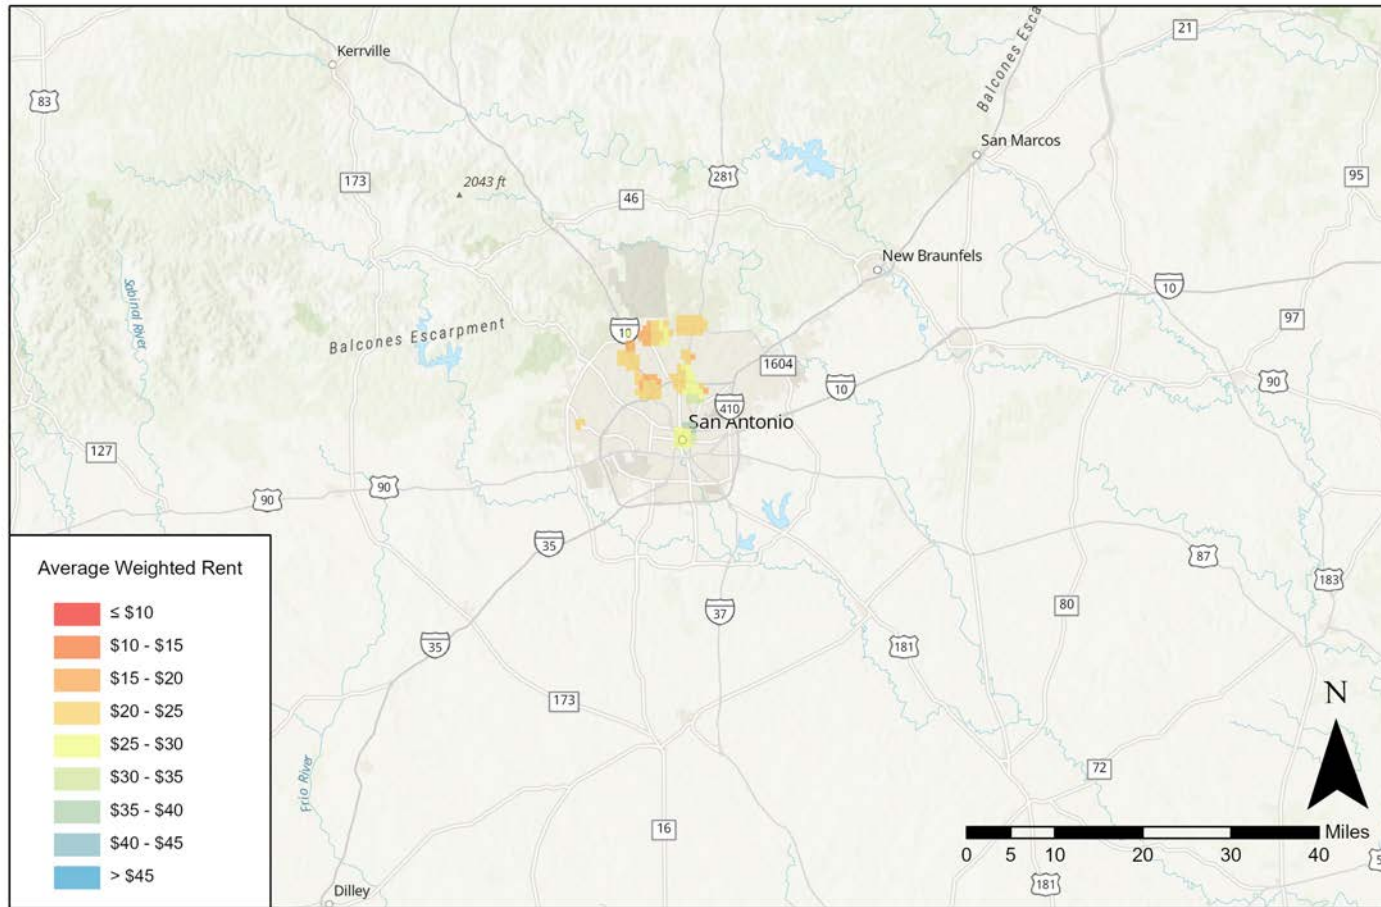 Kerrville
Balcones Esca
21
83
San Marcos
173
2043 ft
281
95
46
New Braunfels
Sabinal River
10
97
Balcones Escarpment
10
1604
90
10
410
San Antonio
127
90
90
35
87
183
Average Weighted Rent
≤ $10
$10 - $15
$15 - $20
$20 - $25
$25 - $30
$30 - $35
$35 - $40
$40 - $45
> $45
37
80
35
181
173
N
Frio River
72
16
Miles
0 5 10 20 30 40
181
Dilley